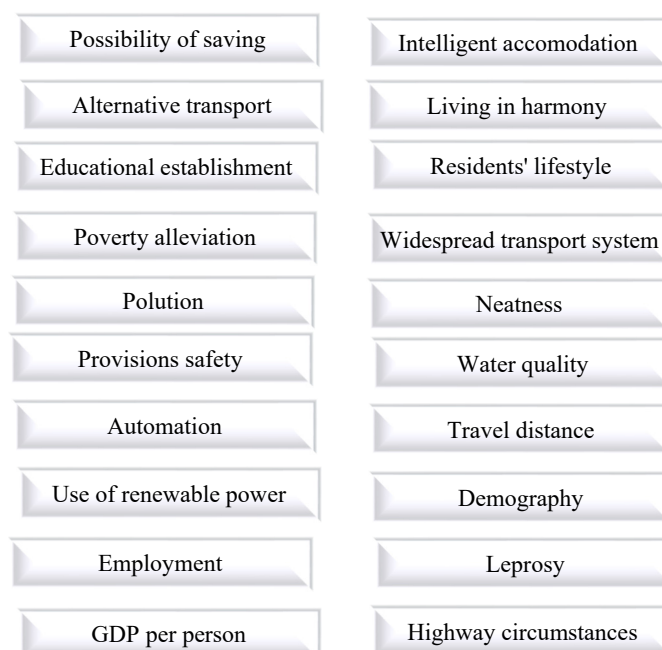 Possibility of saving
Alternative transport
Educational establishment
Poverty alleviation
Polution
Provisions safety
Automation
Use of renewable power
Employment
GDP per person
Intelligent accomodation
Living in harmony
Residents' lifestyle
Widespread transport system
Neatness
Water quality
Travel distance
Demography
Leprosy
Highway circumstances